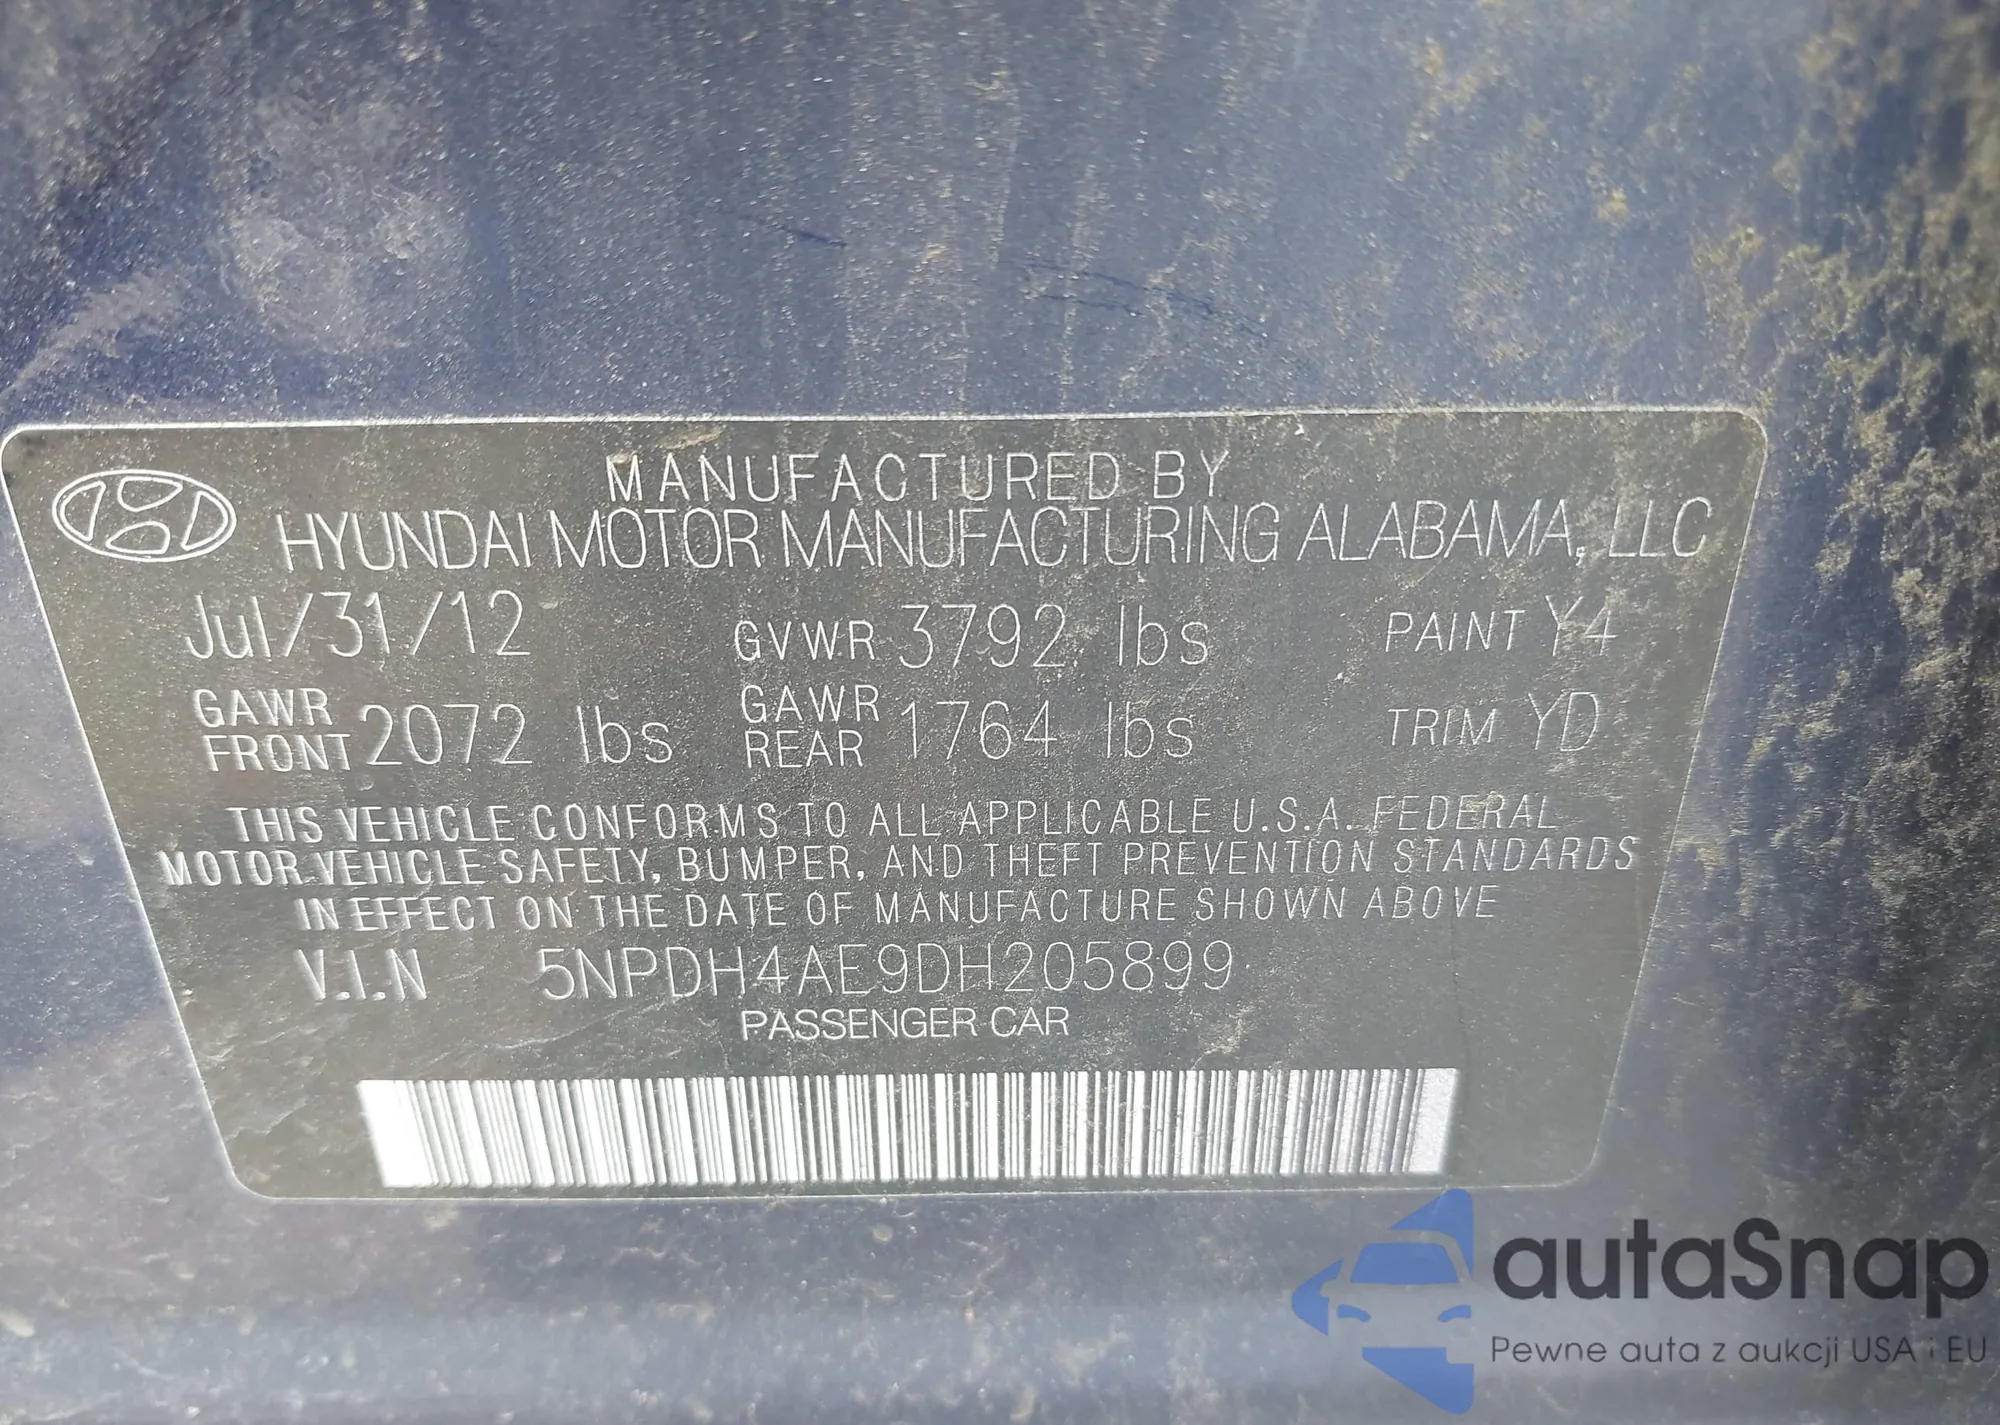 MANUFACTURED BY
HYUNDAI MOTOR MANUFACTURING ALABAMA, LLC
Jul/31/12 GVWR 3792 lbs PAINT Y4
GAWR FRONT 2072 lbs GAWR REAR 1764 lbs TRIM YD
THIS VEHICLE CONFORMS TO ALL APPLICABLE U.S.A. FEDERAL
MOTOR VEHICLE SAFETY, BUMPER, AND THEFT PREVENTION STANDARDS
IN EFFECT ON THE DATE OF MANUFACTURE SHOWN ABOVE
V.I.N 5NPDH4AE9DH205899
PASSENGER CAR
autaSnap
Pewne auta z aukcji USA i EU